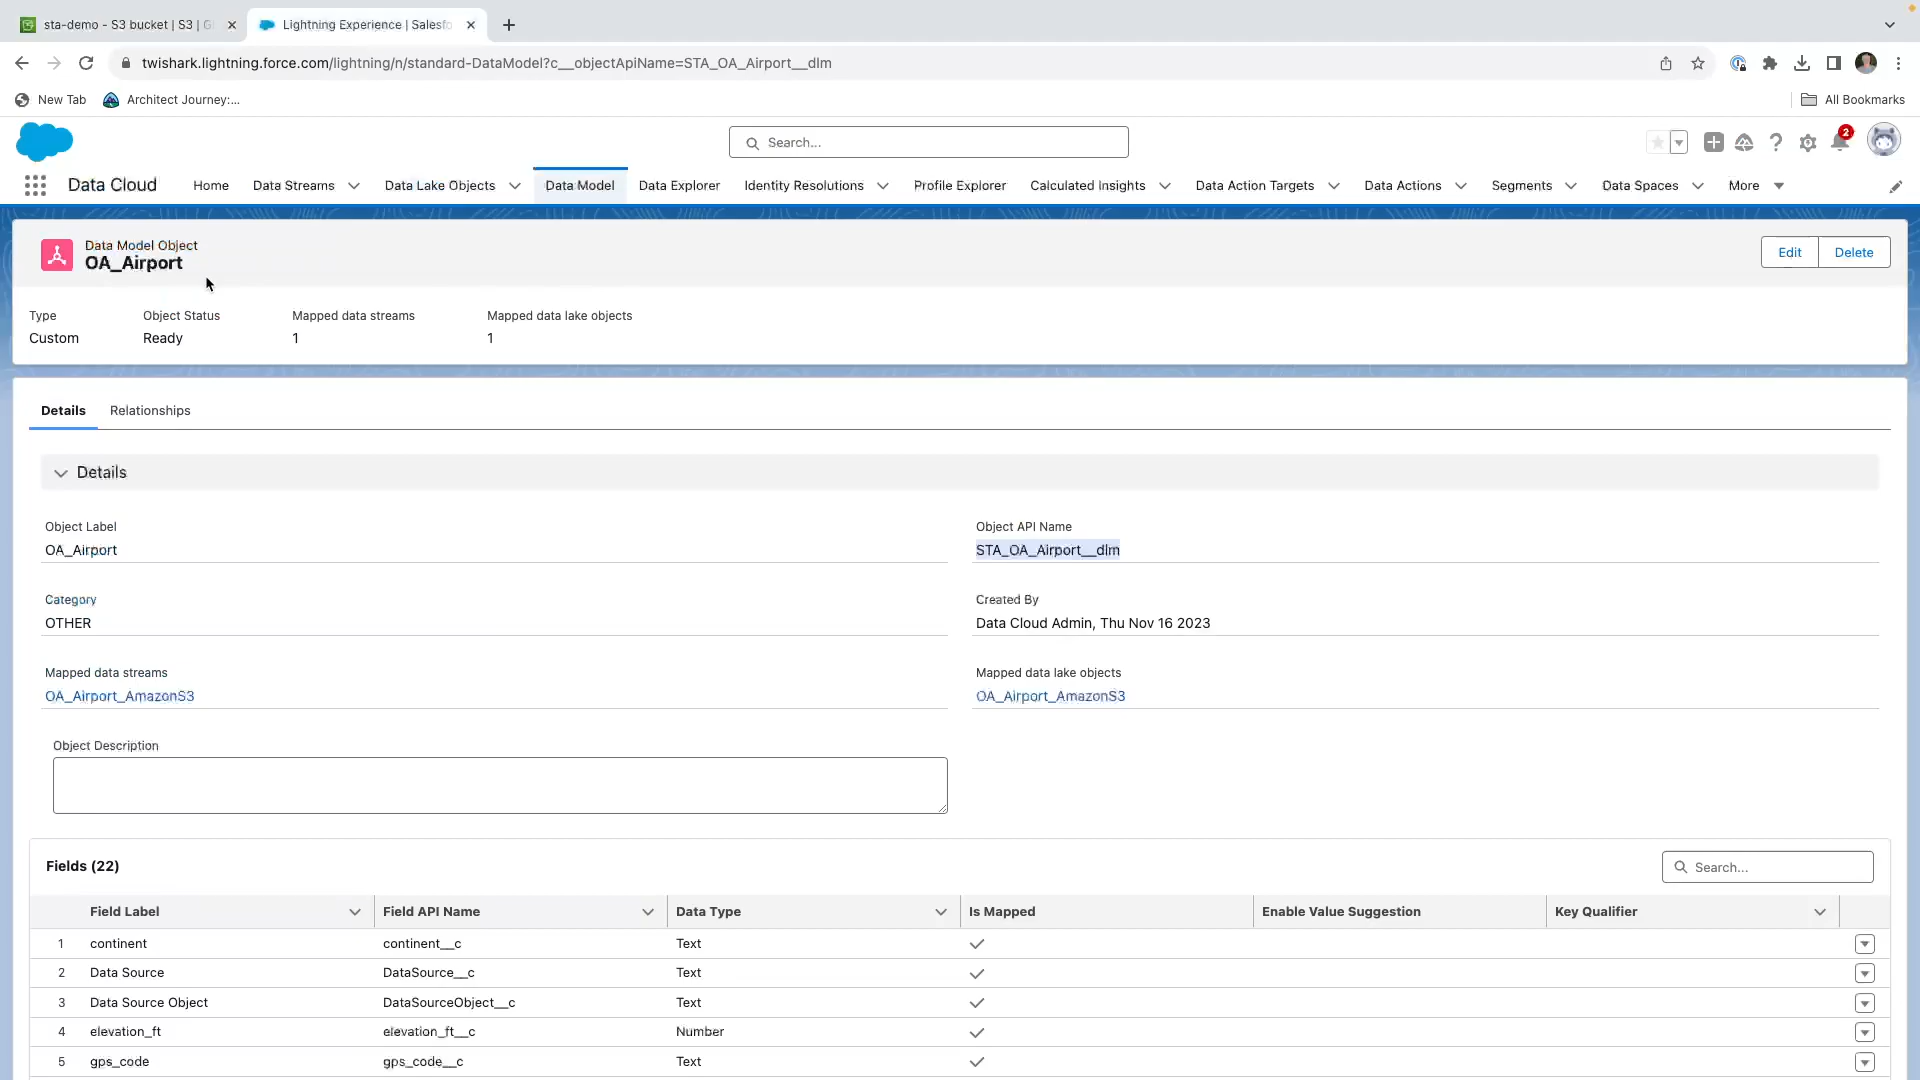 sta-demo - S3 bucket | S3 | G
Lightning Experience | Salesfo
twishark.lightning.force.com/lightning/n/standard-DataModel?c__objectApiName=STA_OA_Airport__dlm
New Tab
Architect Journey:...
All Bookmarks
Search...
2
Data Cloud
Home
Data Streams
Data Lake Objects
Data Model
Data Explorer
Identity Resolutions
Profile Explorer
Calculated Insights
Data Action Targets
Data Actions
Segments
Data Spaces
More
Data Model Object
OA_Airport
Edit
Delete
Type
Object Status
Mapped data streams
Mapped data lake objects
Custom
Ready
1
1
Details
Relationships
Details
Object Label
Object API Name
OA_Airport
STA_OA_Airport__dlm
Category
Created By
OTHER
Data Cloud Admin, Thu Nov 16 2023
Mapped data streams
Mapped data lake objects
OA_Airport_AmazonS3
OA_Airport_AmazonS3
Object Description
Fields (22)
Search...
Field Label
Field API Name
Data Type
Is Mapped
Enable Value Suggestion
Key Qualifier
1 continent continent__c Text
2 Data Source DataSource__c Text
3 Data Source Object DataSourceObject__c Text
4 elevation_ft elevation_ft__c Number
5 gps_code gps_code__c Text